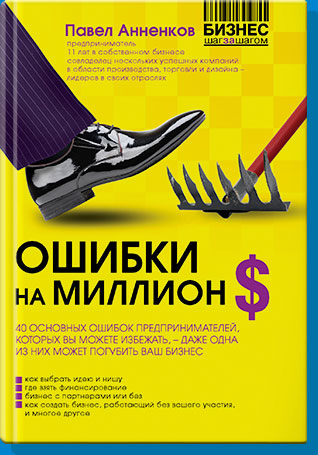 Павел Анненков
предприниматель
11 лет в собственном бизнесе
совладелец нескольких успешных компаний
в области производства, торговли и дизайна –
лидеров в своих отраслях
БИЗНЕС
шагзашагом
ОШИБКИ
НА МИЛЛИОН $
40 ОСНОВНЫХ ОШИБОК ПРЕДПРИНИМАТЕЛЕЙ,
КОТОРЫХ ВЫ МОЖЕТЕ ИЗБЕЖАТЬ, – ДАЖЕ ОДНА
ИЗ НИХ МОЖЕТ ПОГУБИТЬ ВАШ БИЗНЕС
как выбрать идею и нишу
где взять финансирование
бизнес с партнерами или без
как создать бизнес, работающий без вашего участия,
и многое другое